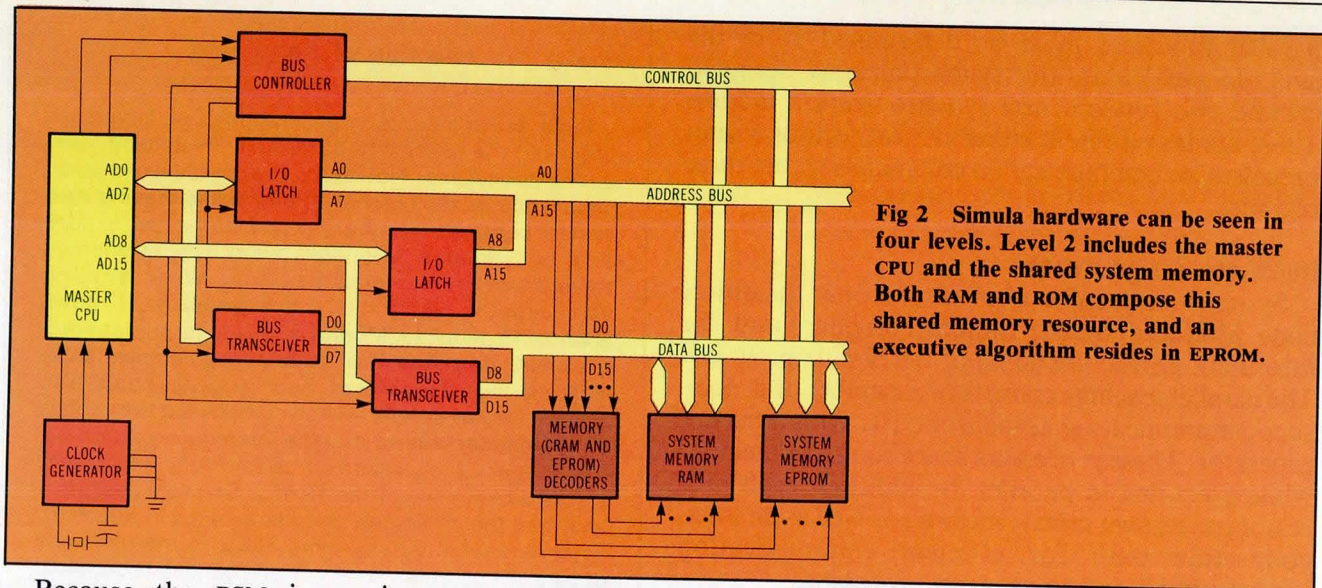 BUS
CONTROLLER
CONTROL BUS
AD0
AD7
AD8
AD15
MASTER
CPU
I/O
LATCH
A0
A7
A0
A15
ADDRESS BUS
I/O
LATCH
A8
A15
BUS
TRANSCEIVER
D0
D7
BUS
TRANSCEIVER
D8
D15
D0
D15
DATA BUS
CLOCK
GENERATOR
MEMORY
(CRAM AND
EPROM)
DECODERS
SYSTEM
MEMORY
RAM
SYSTEM
MEMORY
EPROM
Fig 2 Simula hardware can be seen in
four levels. Level 2 includes the master
CPU and the shared system memory.
Both RAM and ROM compose this
shared memory resource, and an
executive algorithm resides in EPROM.
Because the